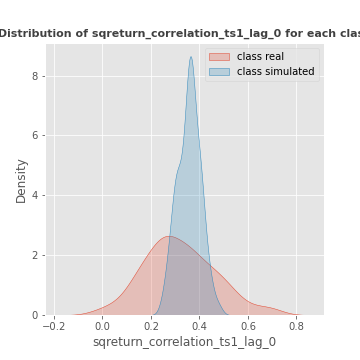 Distribution of sqreturn_correlation_ts1_lag_0 for each clas
class real
class simulated
8
6
4
2
0
Density
-0.2 0.0 0.2 0.4 0.6 0.8
sqreturn_correlation_ts1_lag_0